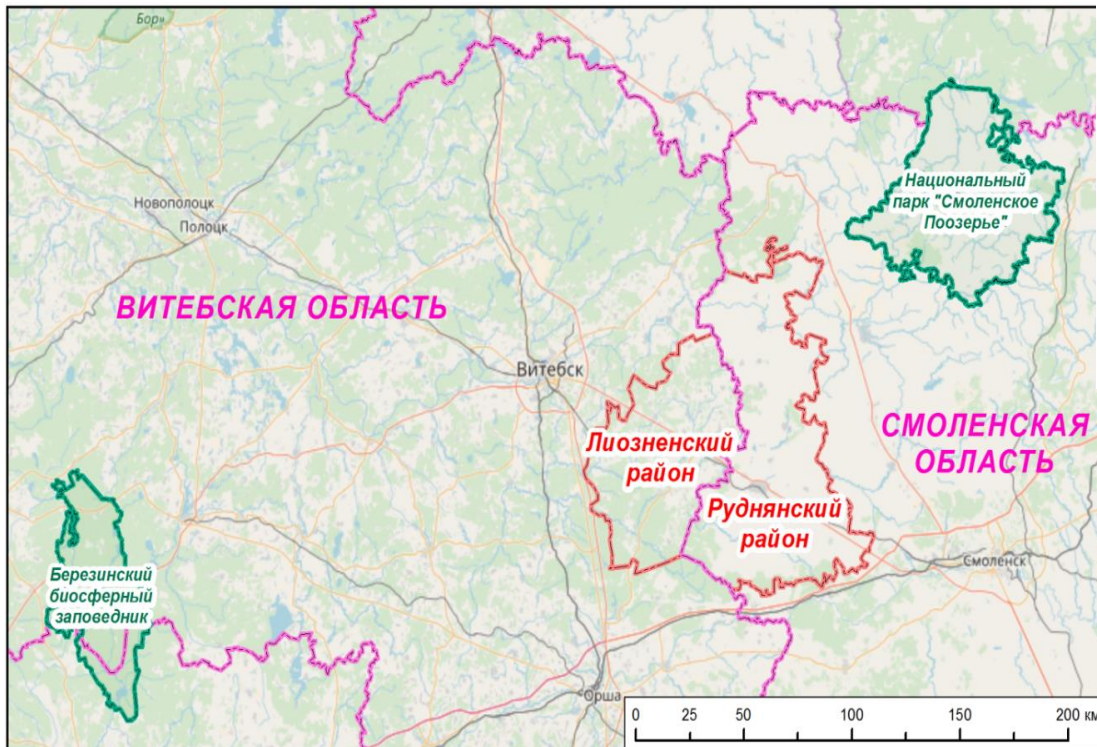 Бор»
Национальный
парк "Смоленское
Поозерье"
Новополоцк
Полоцк
ВИТЕБСКАЯ ОБЛАСТЬ
Витебск
СМОЛЕНСКАЯ
ОБЛАСТЬ
Лиозненский
район
Руднянский
район
Смоленск
Березинский
биосферный
заповедник
Орша
0 25 50 100 150 200 км